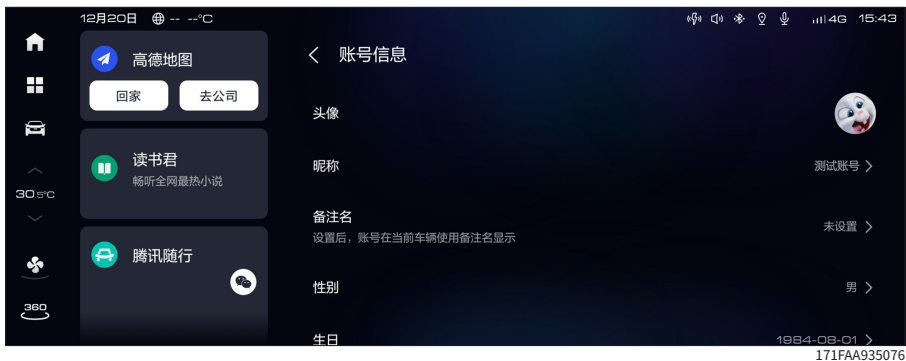 12月20日 -- --°C
4G 15:43
高德地图
回家 去公司
读书君
畅听全网最热小说
腾讯随行
30.5°C
360
账号信息
头像
昵称 测试账号
备注名
设置后，账号在当前车辆使用备注名显示
未设置
性别 男
生日 1984-08-01
171FAA935076